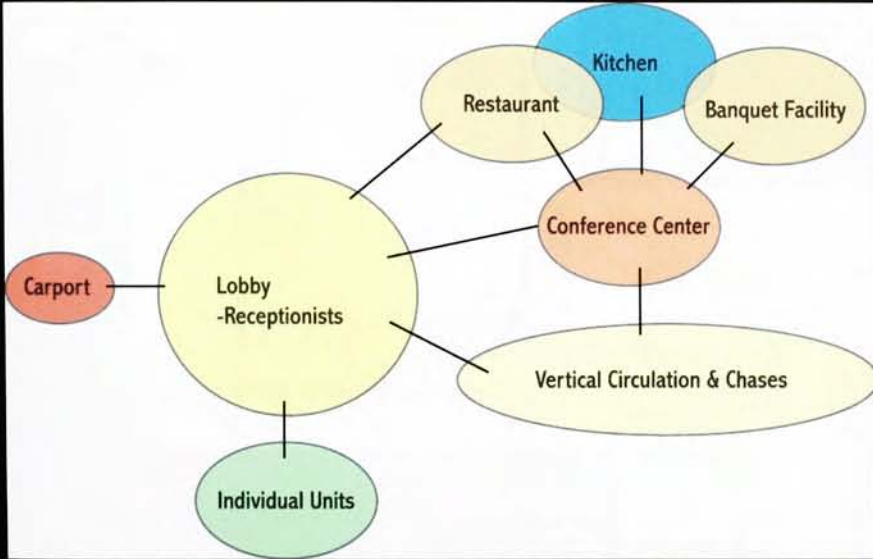 Kitchen
Restaurant
Banquet Facility
Conference Center
Carport
Lobby
-Receptionists
Vertical Circulation & Chases
Individual Units